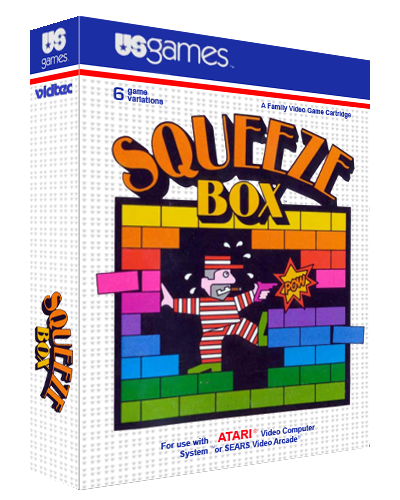 US
games
vidtec
SQUEEZE
BOX
USgames™
6 game
variations
A Family Video Game Cartridge
SQUEEZE
BOX
POW
For use with ATARI® Video Computer
System™ or SEARS Video Arcade™